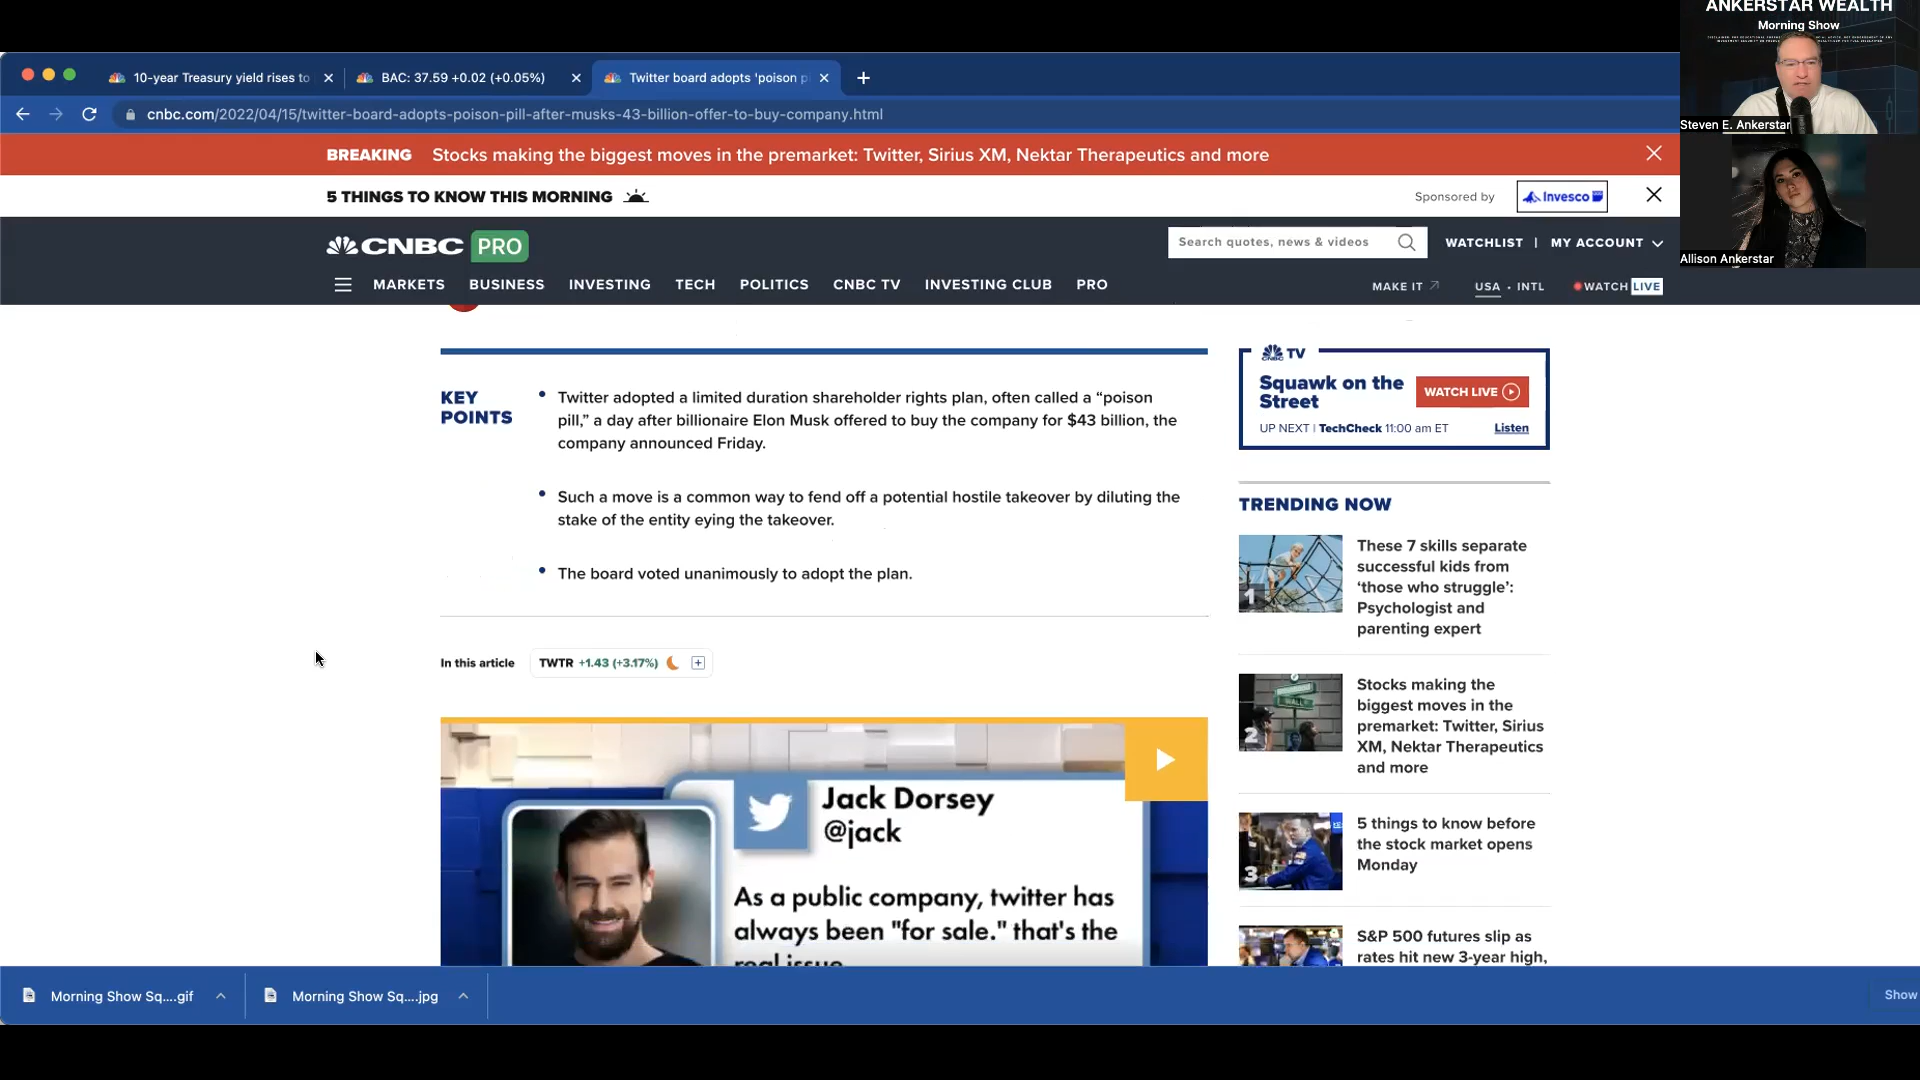 ANKERSTAR WEALTH
Morning Show
Steven E. Ankerstar
Allison Ankerstar
10-year Treasury yield rises to
BAC: 37.59 +0.02 (+0.05%)
Twitter board adopts 'poison p
cnbc.com/2022/04/15/twitter-board-adopts-poison-pill-after-musks-43-billion-offer-to-buy-company.html
BREAKING Stocks making the biggest moves in the premarket: Twitter, Sirius XM, Nektar Therapeutics and more
5 THINGS TO KNOW THIS MORNING
Sponsored by Invesco
CNBC PRO
Search quotes, news & videos
WATCHLIST | MY ACCOUNT
MARKETS BUSINESS INVESTING TECH POLITICS CNBC TV INVESTING CLUB PRO
MAKE IT USA • INTL WATCH LIVE
KEY
POINTS
• Twitter adopted a limited duration shareholder rights plan, often called a “poison
pill,” a day after billionaire Elon Musk offered to buy the company for $43 billion, the
company announced Friday.
• Such a move is a common way to fend off a potential hostile takeover by diluting the
stake of the entity eying the takeover.
• The board voted unanimously to adopt the plan.
In this article TWTR +1.43 (+3.17%)
Jack Dorsey
@jack
As a public company, twitter has
always been "for sale." that's the
real issue
CNBC TV
Squawk on the
Street
WATCH LIVE
UP NEXT | TechCheck 11:00 am ET Listen
TRENDING NOW
1
These 7 skills separate
successful kids from
‘those who struggle’:
Psychologist and
parenting expert
2
Stocks making the
biggest moves in the
premarket: Twitter, Sirius
XM, Nektar Therapeutics
and more
3
5 things to know before
the stock market opens
Monday
S&P 500 futures slip as
rates hit new 3-year high,
Morning Show Sq....gif
Morning Show Sq....jpg
Show